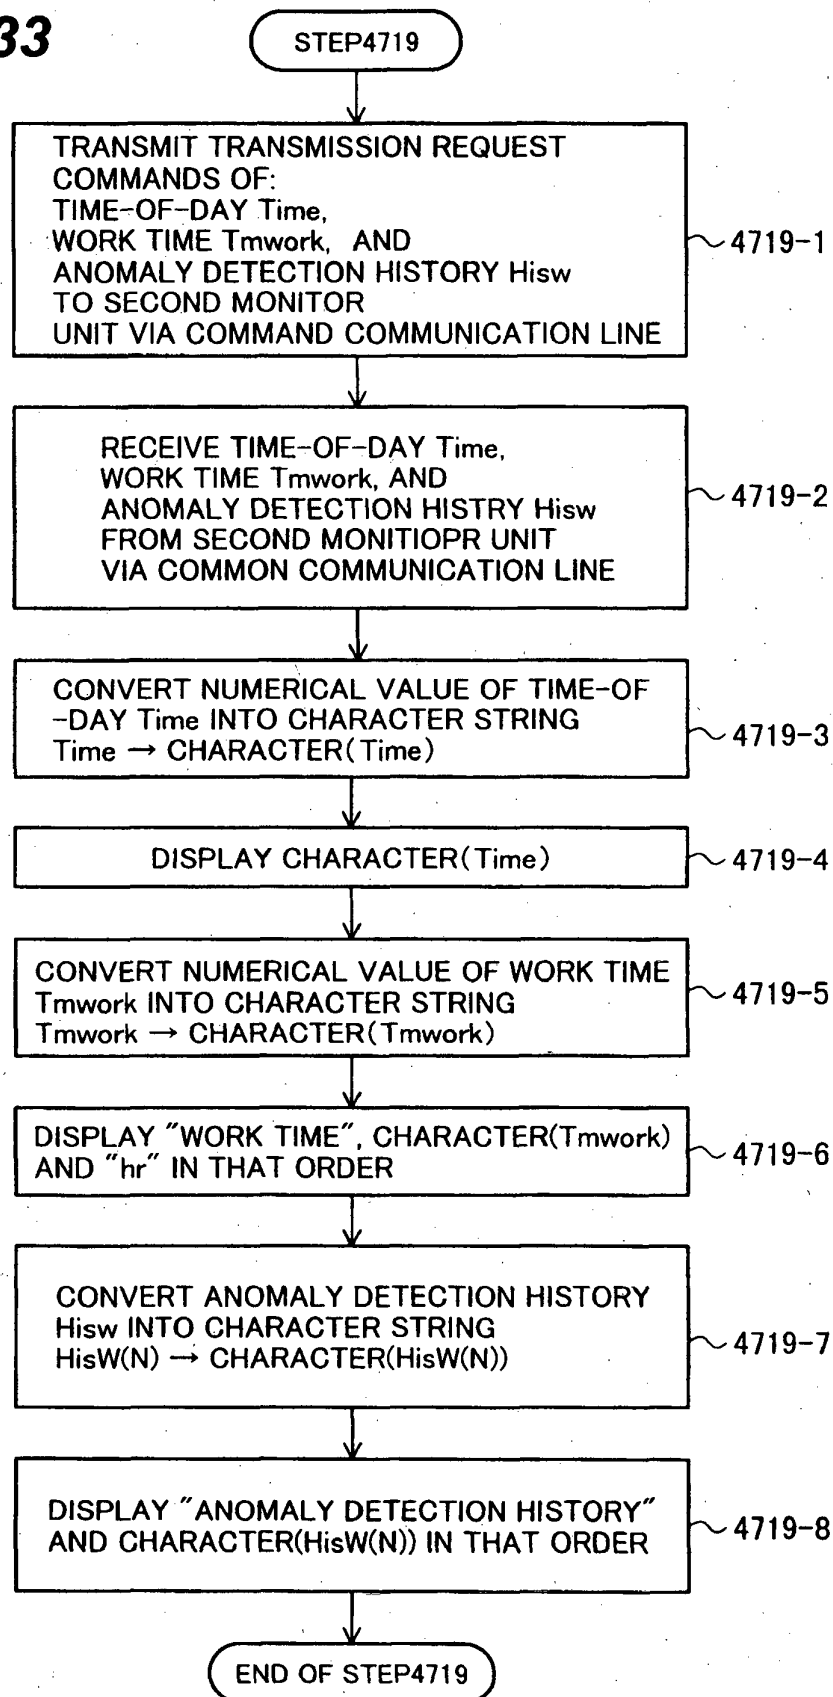 33
STEP4719
TRANSMIT TRANSMISSION REQUEST
COMMANDS OF:
TIME-OF-DAY Time,
WORK TIME Tmwork, AND
ANOMALY DETECTION HISTORY Hisw
TO SECOND MONITOR
UNIT VIA COMMAND COMMUNICATION LINE
4719-1
RECEIVE TIME-OF-DAY Time,
WORK TIME Tmwork, AND
ANOMALY DETECTION HISTRY Hisw
FROM SECOND MONITIOPR UNIT
VIA COMMON COMMUNICATION LINE
4719-2
CONVERT NUMERICAL VALUE OF TIME-OF
-DAY Time INTO CHARACTER STRING
Time → CHARACTER(Time)
4719-3
DISPLAY CHARACTER(Time)
4719-4
CONVERT NUMERICAL VALUE OF WORK TIME
Tmwork INTO CHARACTER STRING
Tmwork → CHARACTER(Tmwork)
4719-5
DISPLAY "WORK TIME", CHARACTER(Tmwork)
AND "hr" IN THAT ORDER
4719-6
CONVERT ANOMALY DETECTION HISTORY
Hisw INTO CHARACTER STRING
HisW(N) → CHARACTER(HisW(N))
4719-7
DISPLAY "ANOMALY DETECTION HISTORY"
AND CHARACTER(HisW(N)) IN THAT ORDER
4719-8
END OF STEP4719